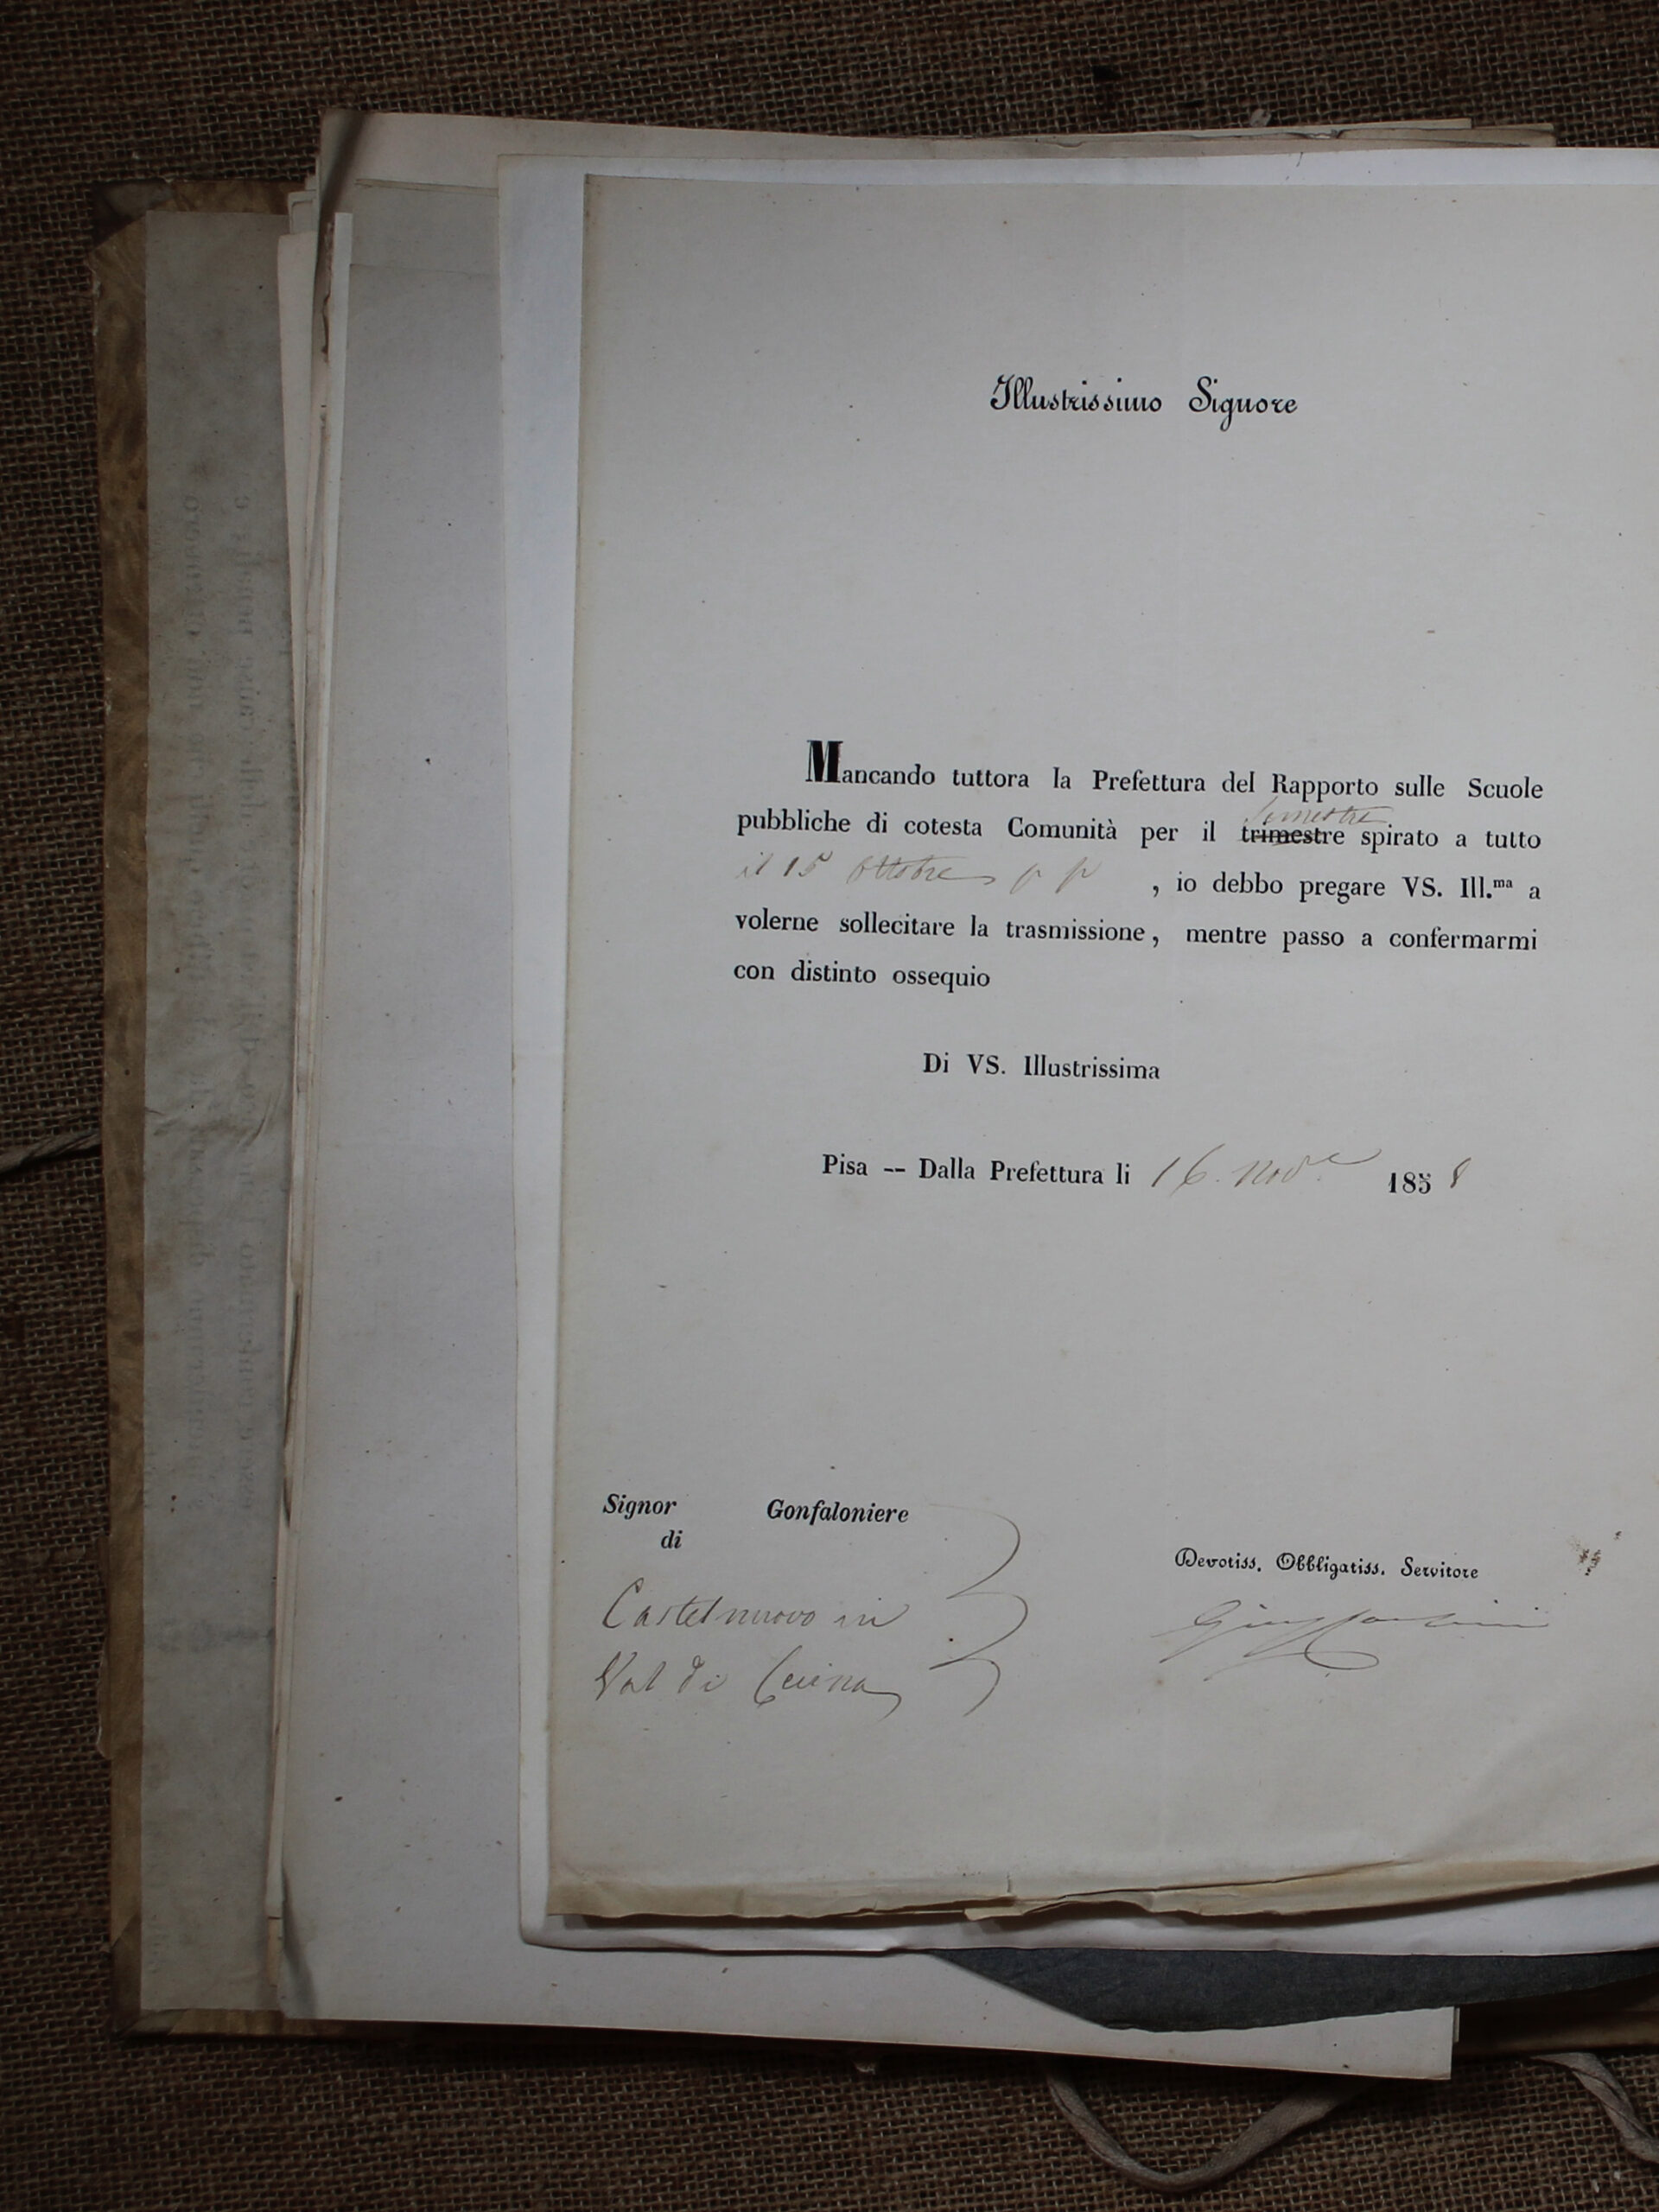 Illustrissimo Signore
Mancando tuttora la Prefettura del Rapporto sulle Scuole
semestre
pubbliche di cotesta Comunità per il trimestre spirato a tutto
il 15 Ottobre p p , io debbo pregare VS. Ill.ma a
volerne sollecitare la trasmissione, mentre passo a confermarmi
con distinto ossequio
Di VS. Illustrissima
Pisa -- Dalla Prefettura li 16. Nov.e 1858
Signor Gonfaloniere
di
Castelnuovo in
Val di Cecina
Devotiss. Obbligatiss. Servitore